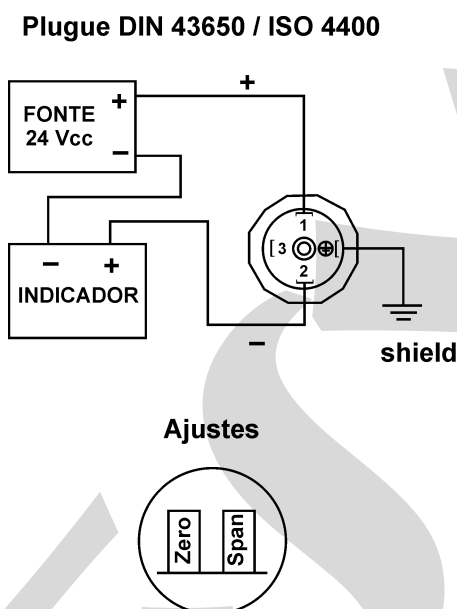 Plugue DIN 43650 / ISO 4400
+
FONTE +
24 Vcc −
1
[ 3
2
− +
INDICADOR
−
shield
Ajustes
Zero
Span